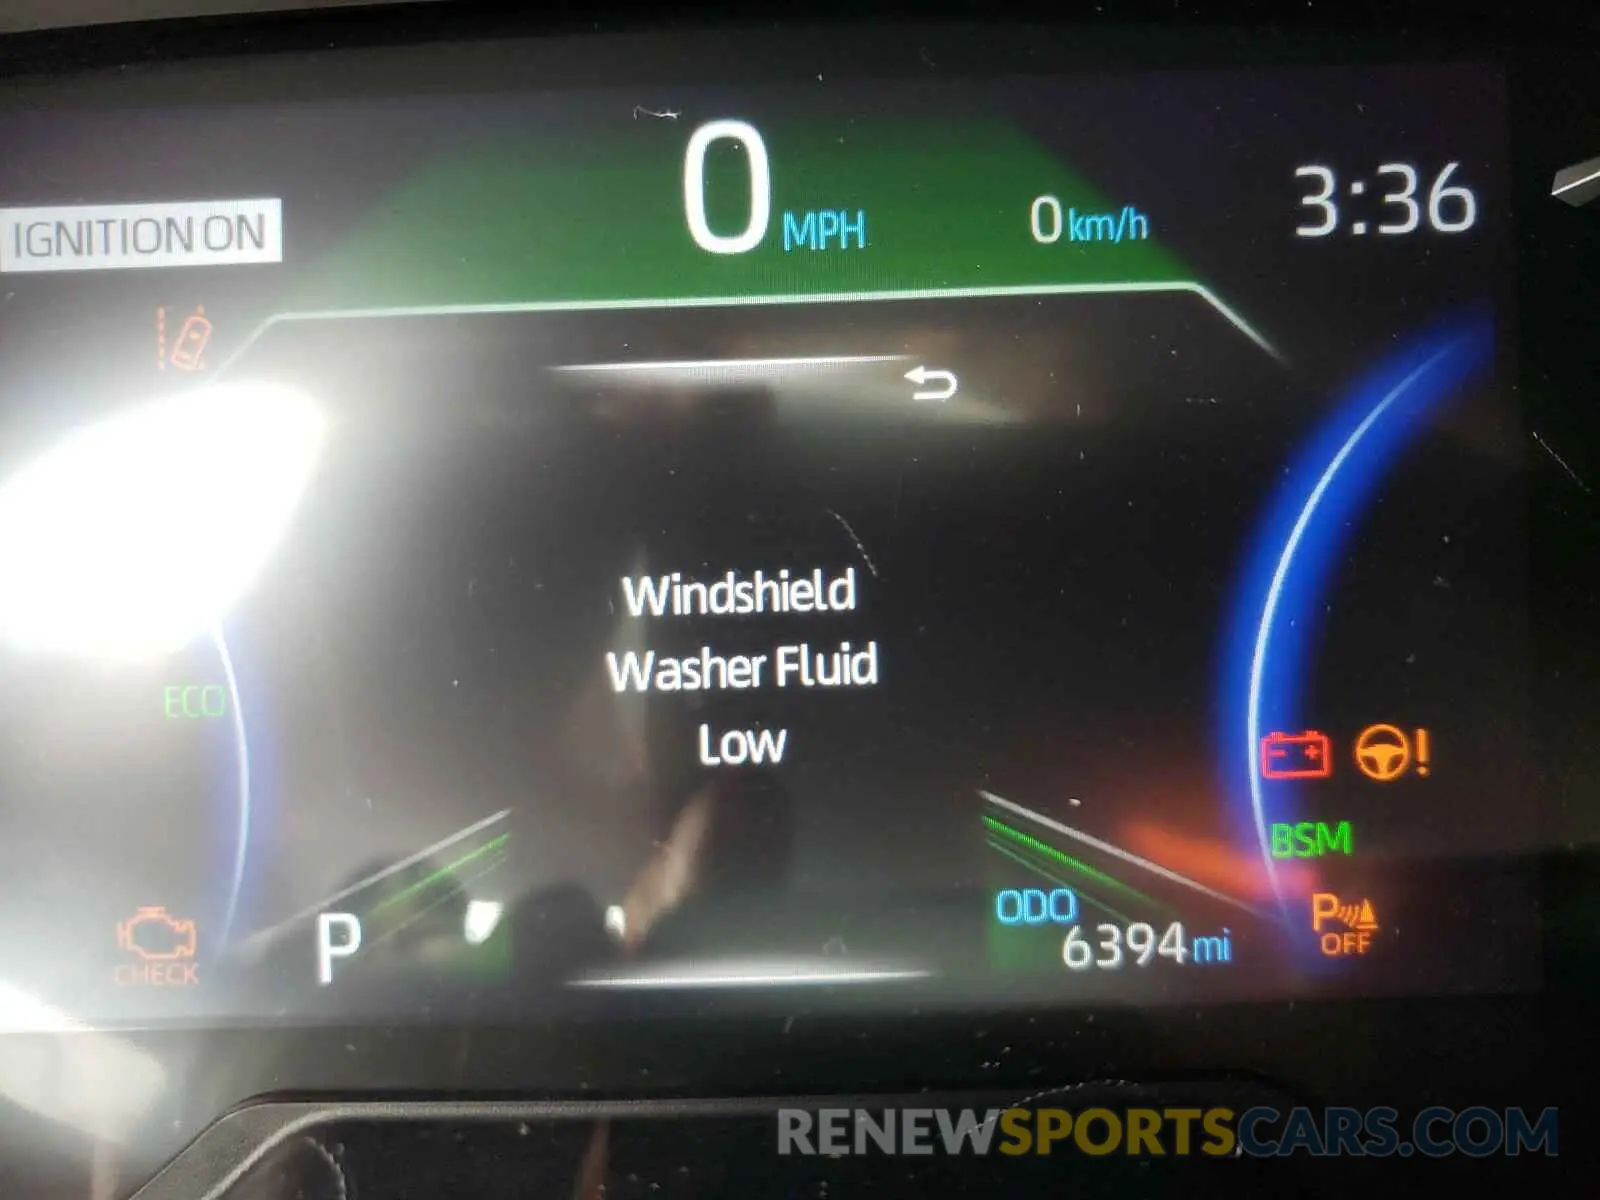 0 MPH
0 km/h
3:36
IGNITION ON
Windshield
Washer Fluid
Low
ECO
BSM
CHECK
P
ODO
6394 mi
P
OFF
RENEWSPORTSCARS.COM